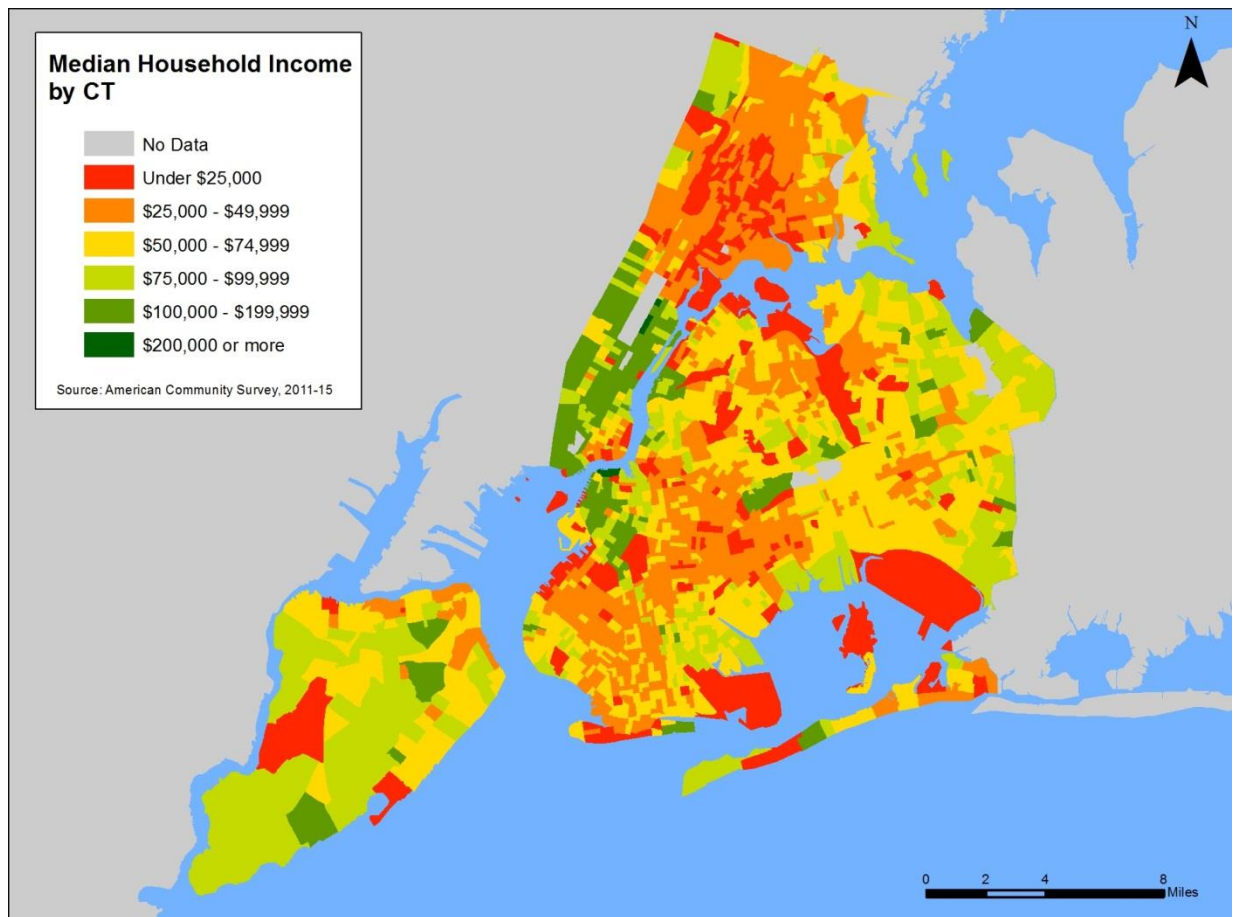 Median Household Income
by CT
No Data
Under $25,000
$25,000 - $49,999
$50,000 - $74,999
$75,000 - $99,999
$100,000 - $199,999
$200,000 or more
Source: American Community Survey, 2011-15
N
0 2 4 8
Miles